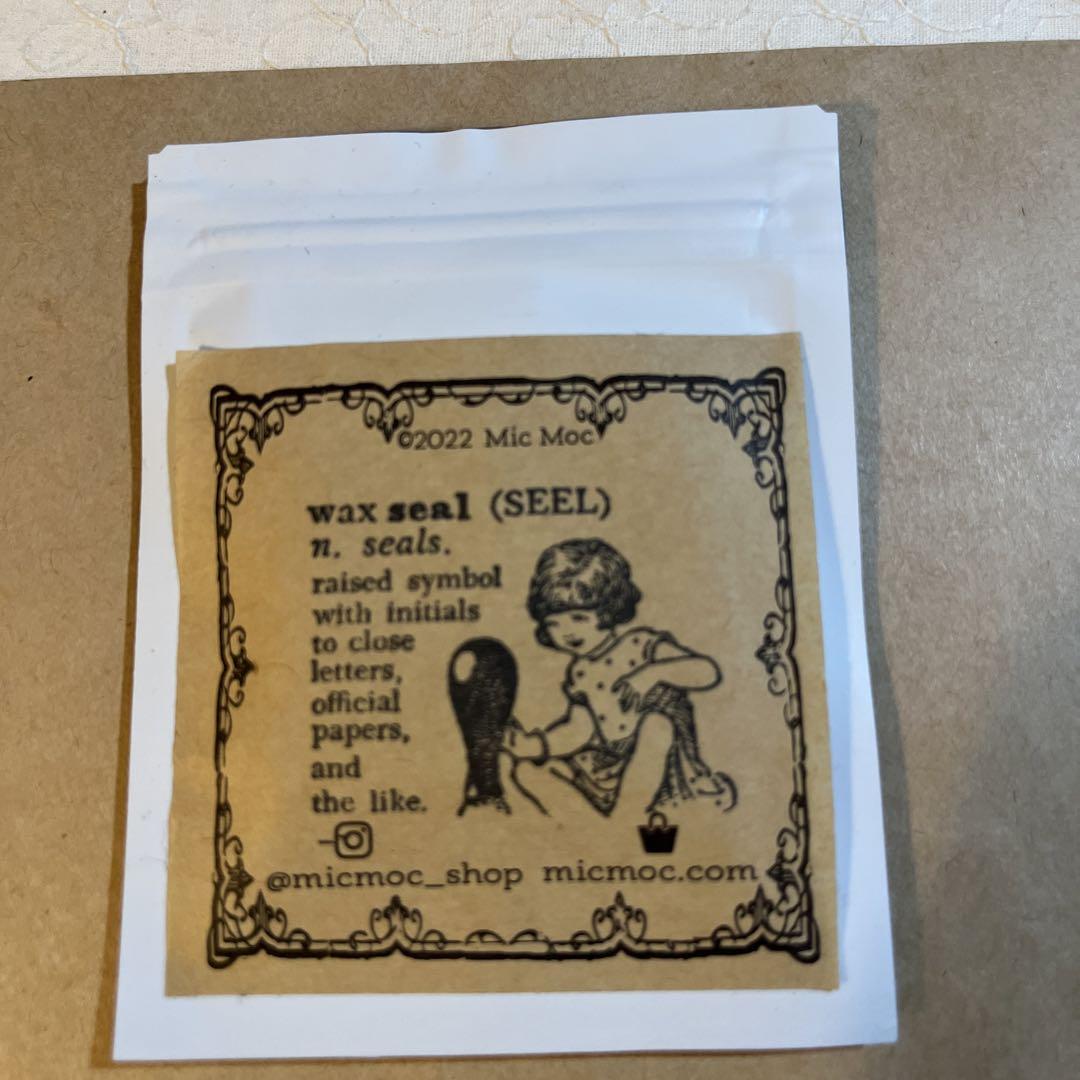 ©2022 Mic Moc
wax seal (SEEL)
n. seals.
raised symbol
with initials
to close
letters,
official
papers,
and
the like.
@micmoc_shop micmoc.com